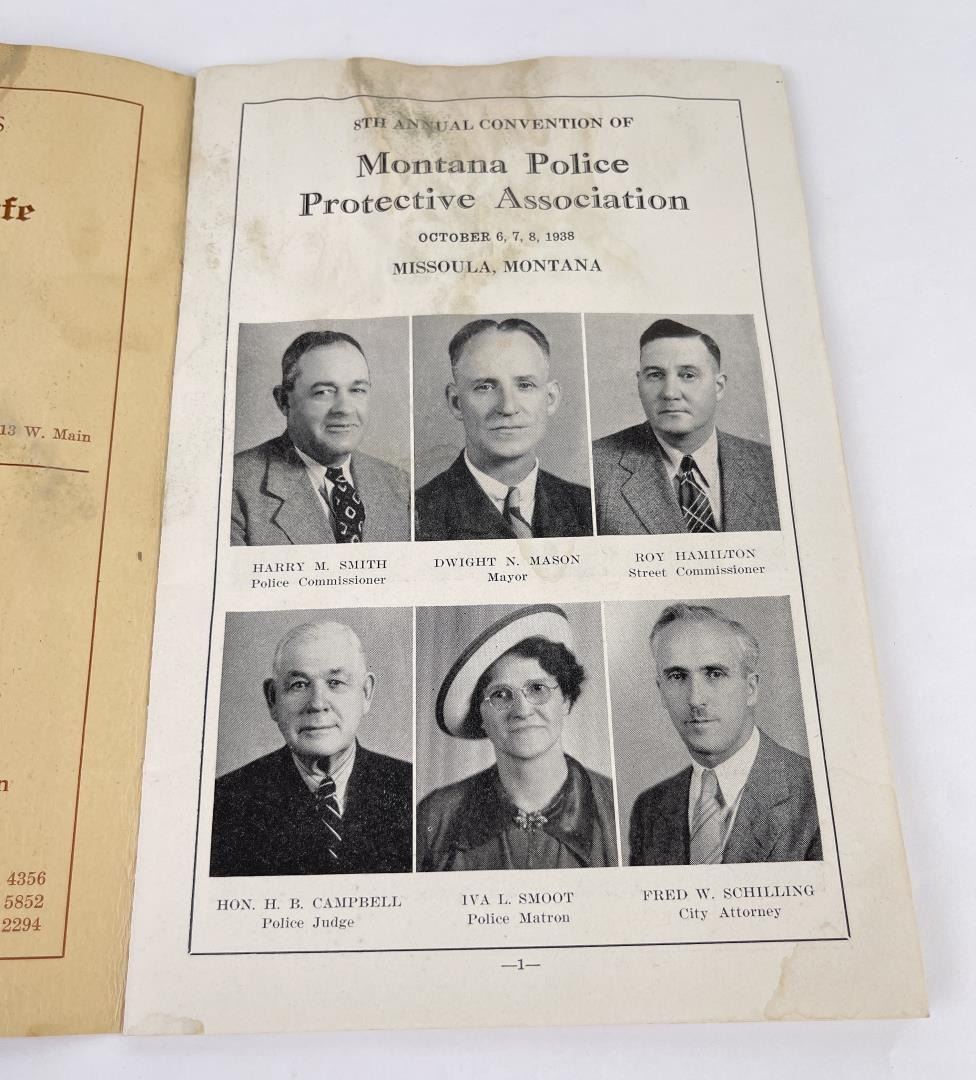 13 W. Main
4356
5852
2294
8TH ANNUAL CONVENTION OF
Montana Police
Protective Association
OCTOBER 6, 7, 8, 1938
MISSOULA, MONTANA
HARRY M. SMITH
Police Commissioner
DWIGHT N. MASON
Mayor
ROY HAMILTON
Street Commissioner
HON. H. B. CAMPBELL
Police Judge
IVA L. SMOOT
Police Matron
FRED W. SCHILLING
City Attorney
—1—